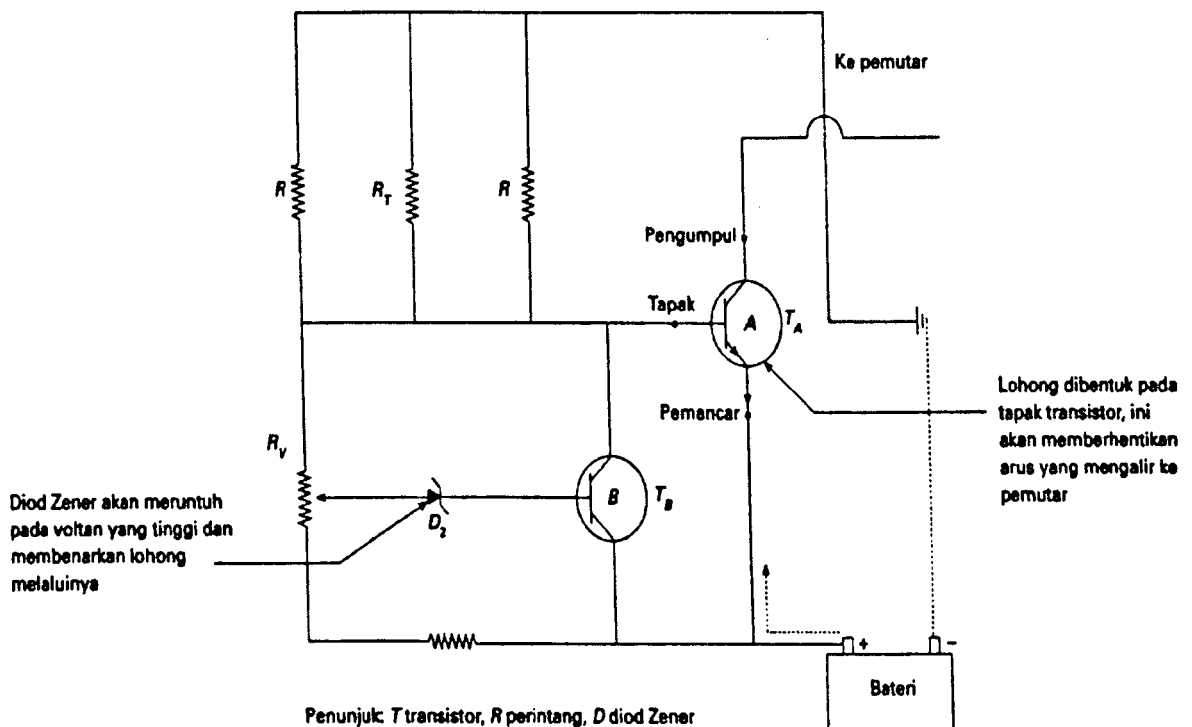 Ke pemutar
R
R_T
R
Pengumpul
Tapak
A
T_A
Pemancar
Lohong dibentuk pada
tapak transistor, ini
akan memberhentikan
arus yang mengalir ke
pemutar
R_V
B
T_B
D_z
Diod Zener akan meruntuh
pada voltan yang tinggi dan
membenarkan lohong
melaluinya
+
-
Bateri
Penunjuk: T transistor, R perintang, D diod Zener